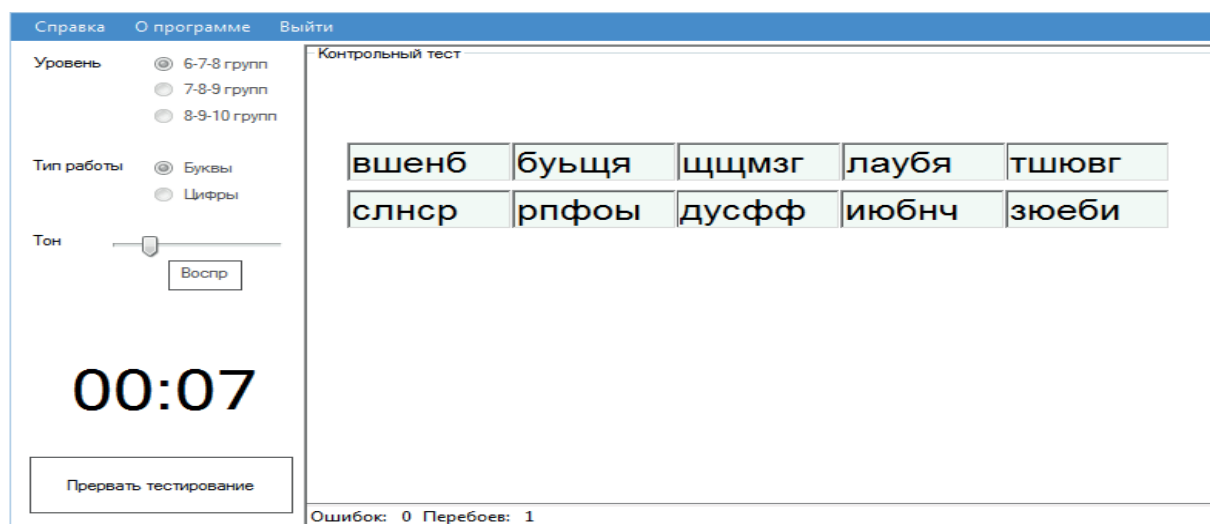 Справка О программе Выйти
Уровень
6-7-8 групп
7-8-9 групп
8-9-10 групп
Тип работы
Буквы
Цифры
Тон
Воспр
00:07
Прервать тестирование
Контрольный тест
вшенб буьщя щщмзг лаубя тшювг
слнср рпфоы дусфф июбнч зюеби
Ошибок: 0 Перебоев: 1